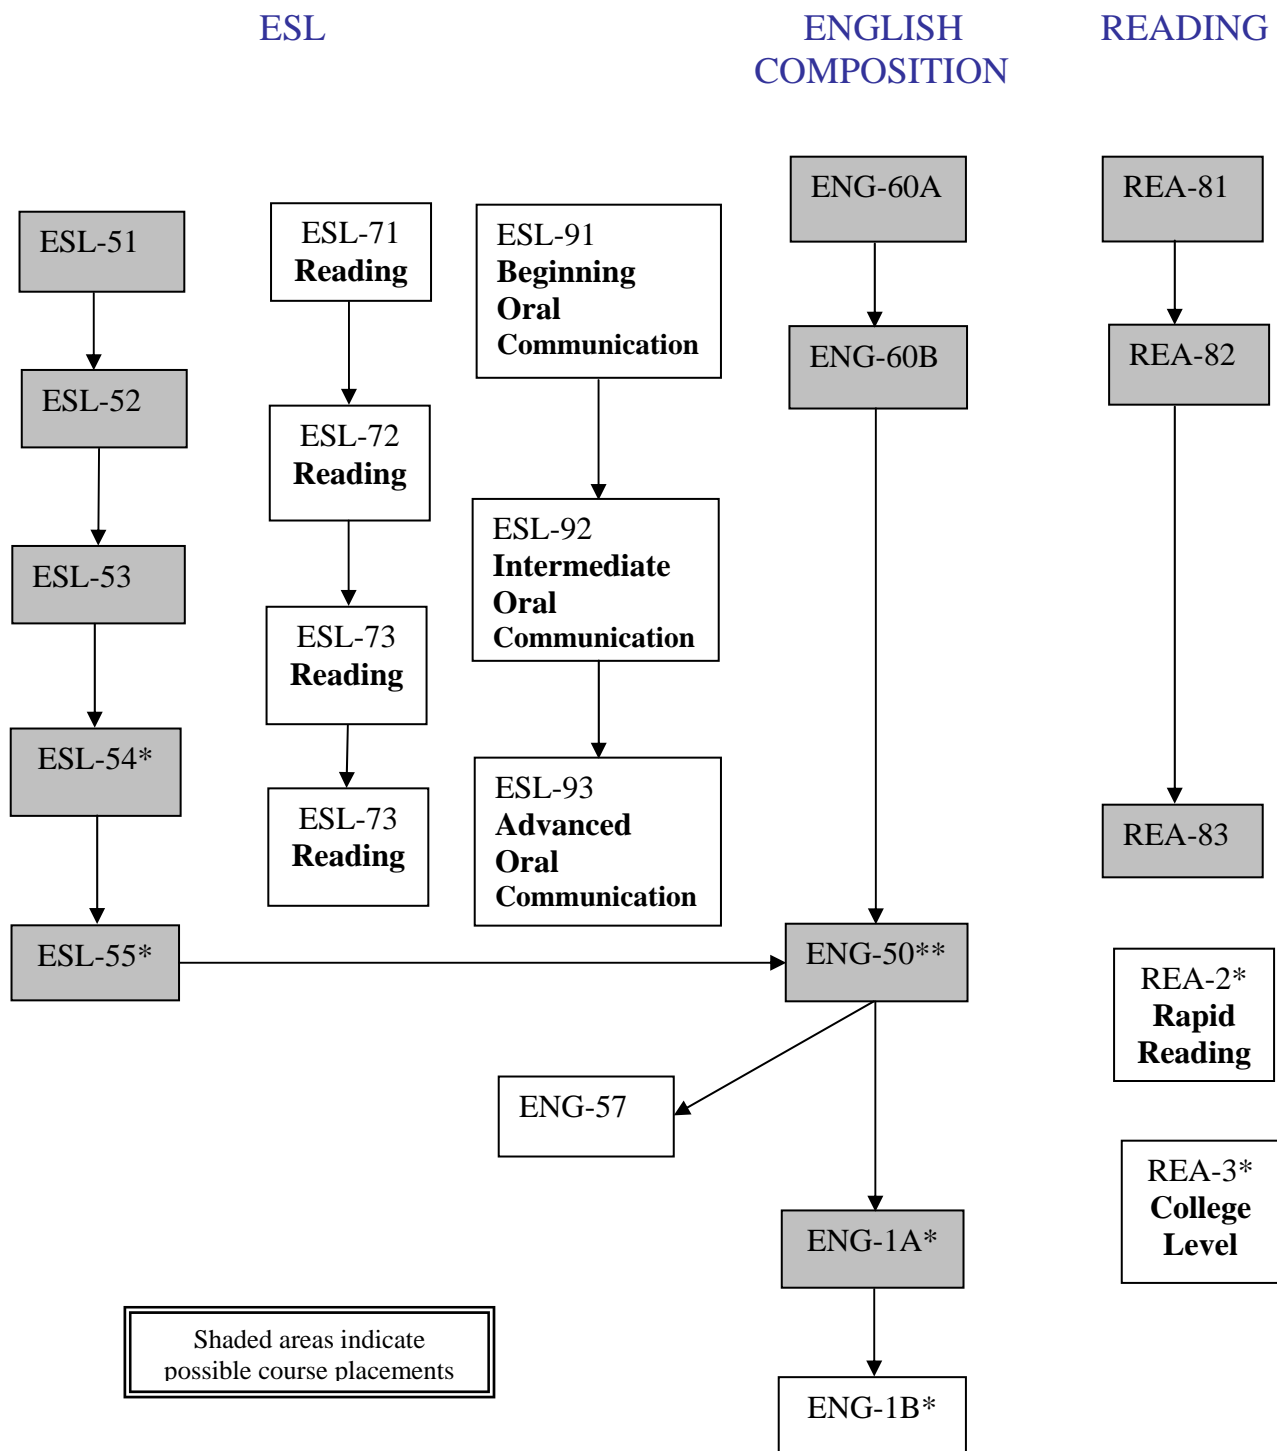 ESL
ENGLISH
COMPOSITION
READING
ESL-51
ESL-52
ESL-53
ESL-54*
ESL-55*
ESL-71
Reading
ESL-72
Reading
ESL-73
Reading
ESL-73
Reading
ESL-91
Beginning
Oral
Communication
ESL-92
Intermediate
Oral
Communication
ESL-93
Advanced
Oral
Communication
ENG-60A
ENG-60B
ENG-50**
ENG-57
ENG-1A*
ENG-1B*
REA-81
REA-82
REA-83
REA-2*
Rapid
Reading
REA-3*
College
Level
Shaded areas indicate
possible course placements